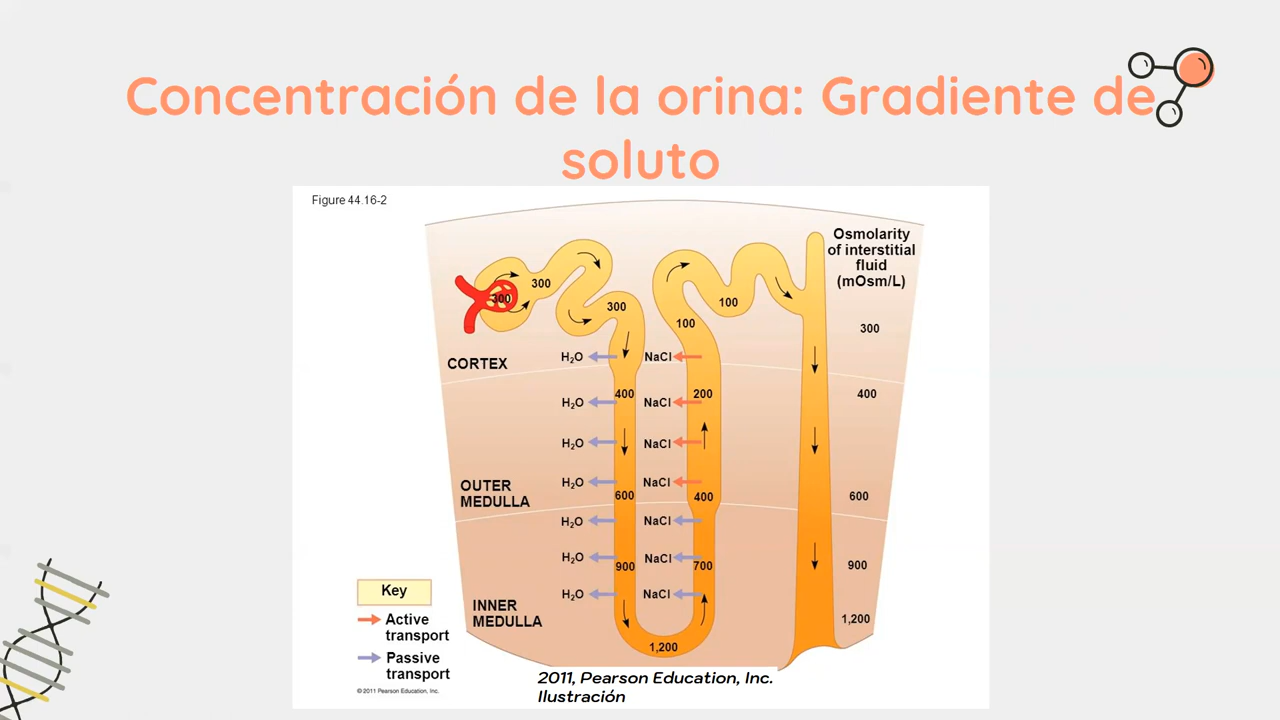 Concentración de la orina: Gradiente de
soluto
Figure 44.16-2
Osmolarity
of interstitial
fluid
(mOsm/L)
300
300
300
100
100
300
CORTEX
H₂O
NaCl
400
200
400
H₂O
NaCl
H₂O
NaCl
OUTER
MEDULLA
H₂O
NaCl
600
400
600
H₂O
NaCl
H₂O
NaCl
900
700
900
H₂O
NaCl
INNER
MEDULLA
1,200
1,200
Key
Active
transport
Passive
transport
© 2011 Pearson Education, Inc.
2011, Pearson Education, Inc.
Ilustración